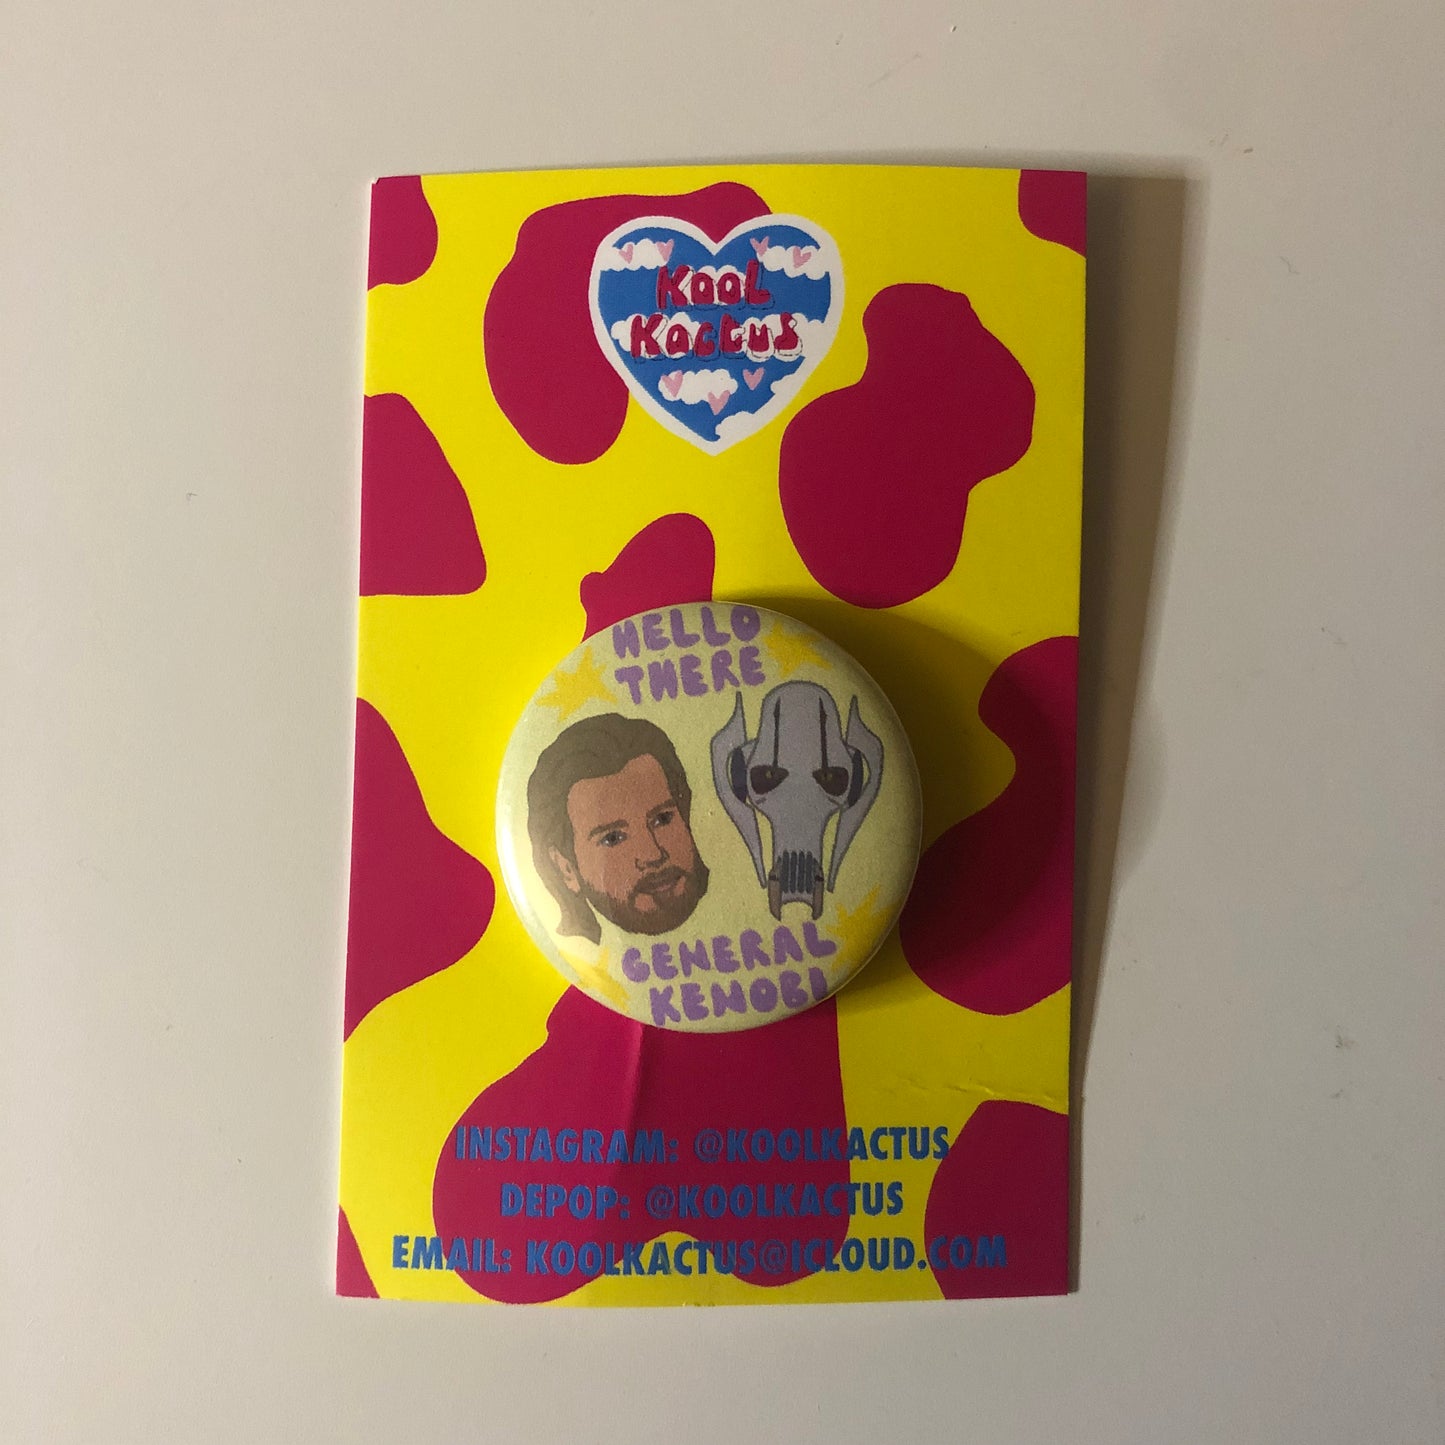 Kool
Kactus
HELLO
THERE
GENERAL
KENOBI
INSTAGRAM: @KOOLKACTUS
DEPOP: @KOOLKACTUS
EMAIL: KOOLKACTUS@ICLOUD.COM